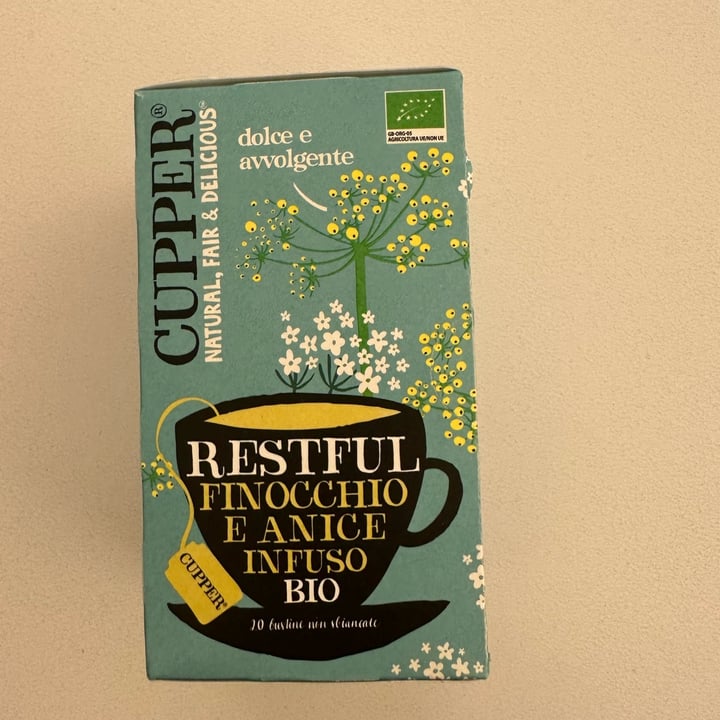 CUPPER®
NATURAL, FAIR & DELICIOUS®
dolce e
avvolgente
GB-ORG-05
AGRICOLTURA UE/NON UE
RESTFUL
FINOCCHIO
E ANICE
INFUSO
BIO
CUPPER®
20 bustine non sbiancate